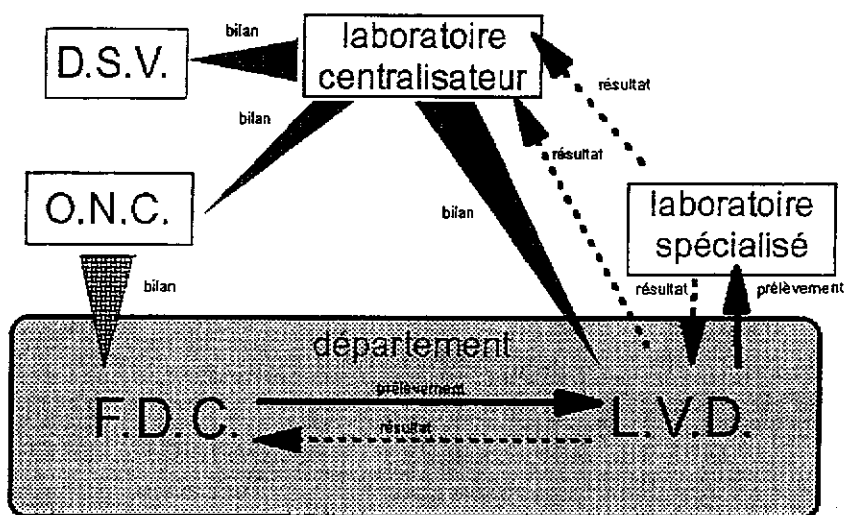 bilan
laboratoire
centralisateur
D.S.V.
résultat
bilan
résultat
O.N.C.
laboratoire
spécialisé
bilan
bilan
résultat
prélèvement
département
prélèvement
F.D.C.
L.V.D.
résultat